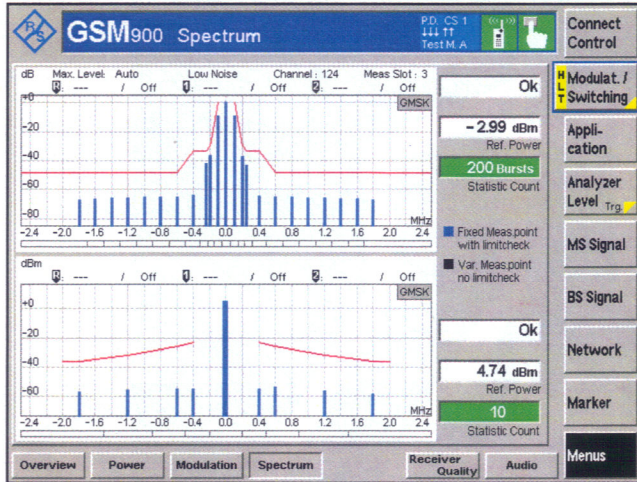 R&S
GSM900 Spectrum
P.D. CS 1
Test M. A
Connect Control
dB Max. Level: Auto Low Noise Channel : 124 Meas Slot : 3
--- / Off --- / Off --- / Off
GMSK
+0
-20
-40
-60
-80
MHz
-2.4 -2.0 -1.6 -1.2 -0.8 -0.4 0.0 0.4 0.8 1.2 1.6 2.0 2.4
Ok
-2.99 dBm
Ref. Power
200 Bursts
Statistic Count
Fixed Meas.point
with limitcheck
Var. Meas.point
no limitcheck
dBm
--- / Off --- / Off 2: --- / Off
GMSK
+0
-20
-40
-60
MHz
-2.4 -2.0 -1.6 -1.2 -0.8 -0.4 0.0 0.4 0.8 1.2 1.6 2.0 2.4
Ok
4.74 dBm
Ref. Power
10
Statistic Count
HLT
Modulat. /
Switching
Appli-
cation
Analyzer
Level Trg.
MS Signal
BS Signal
Network
Marker
Menus
Overview Power Modulation Spectrum Receiver Quality Audio